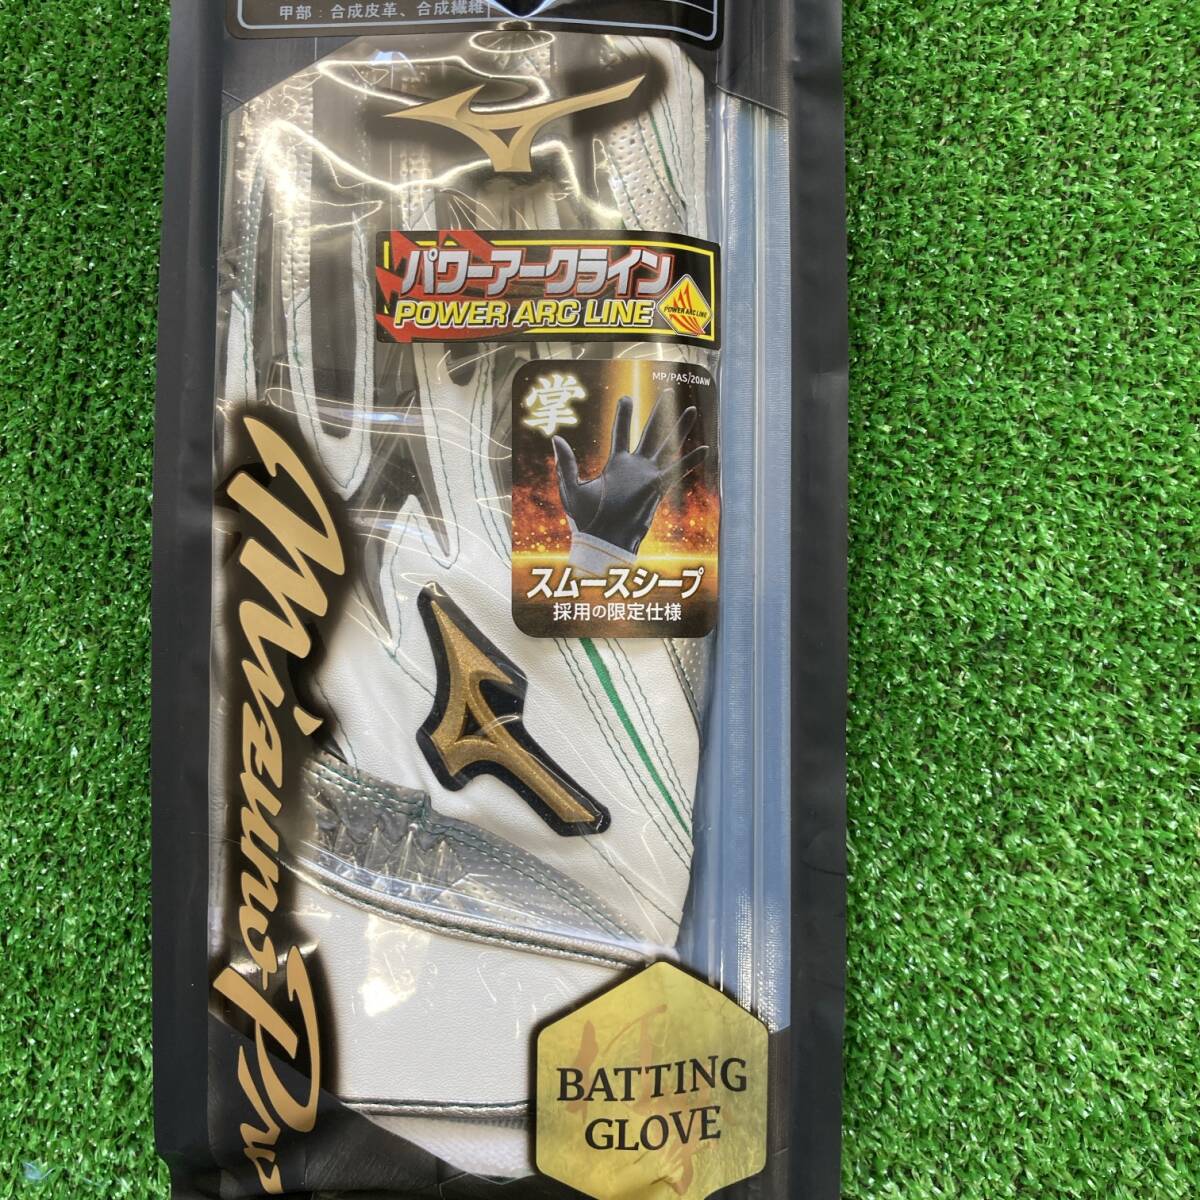 甲部：合成皮革、合成繊維
パワーアークライン
POWER ARC LINE
POWER ARC LINE
MP/PAS/20AW
掌
スムースシープ
採用の限定仕様
Mizuno Pro
BATTING
GLOVE